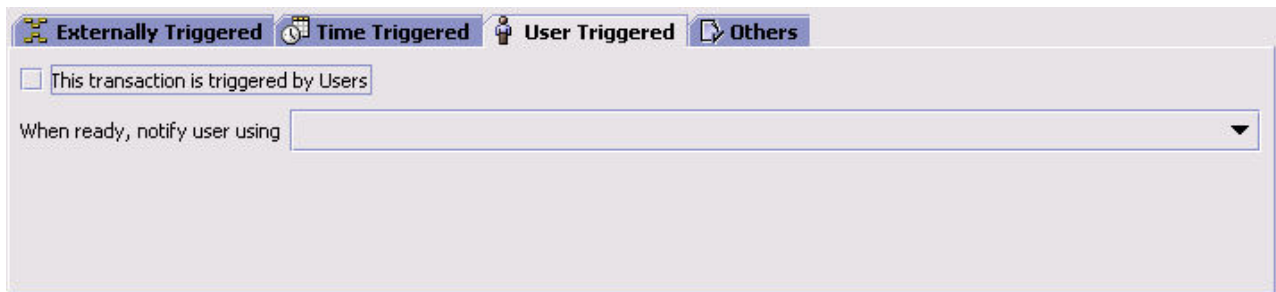 Externally Triggered Time Triggered User Triggered Others
This transaction is triggered by Users
When ready, notify user using